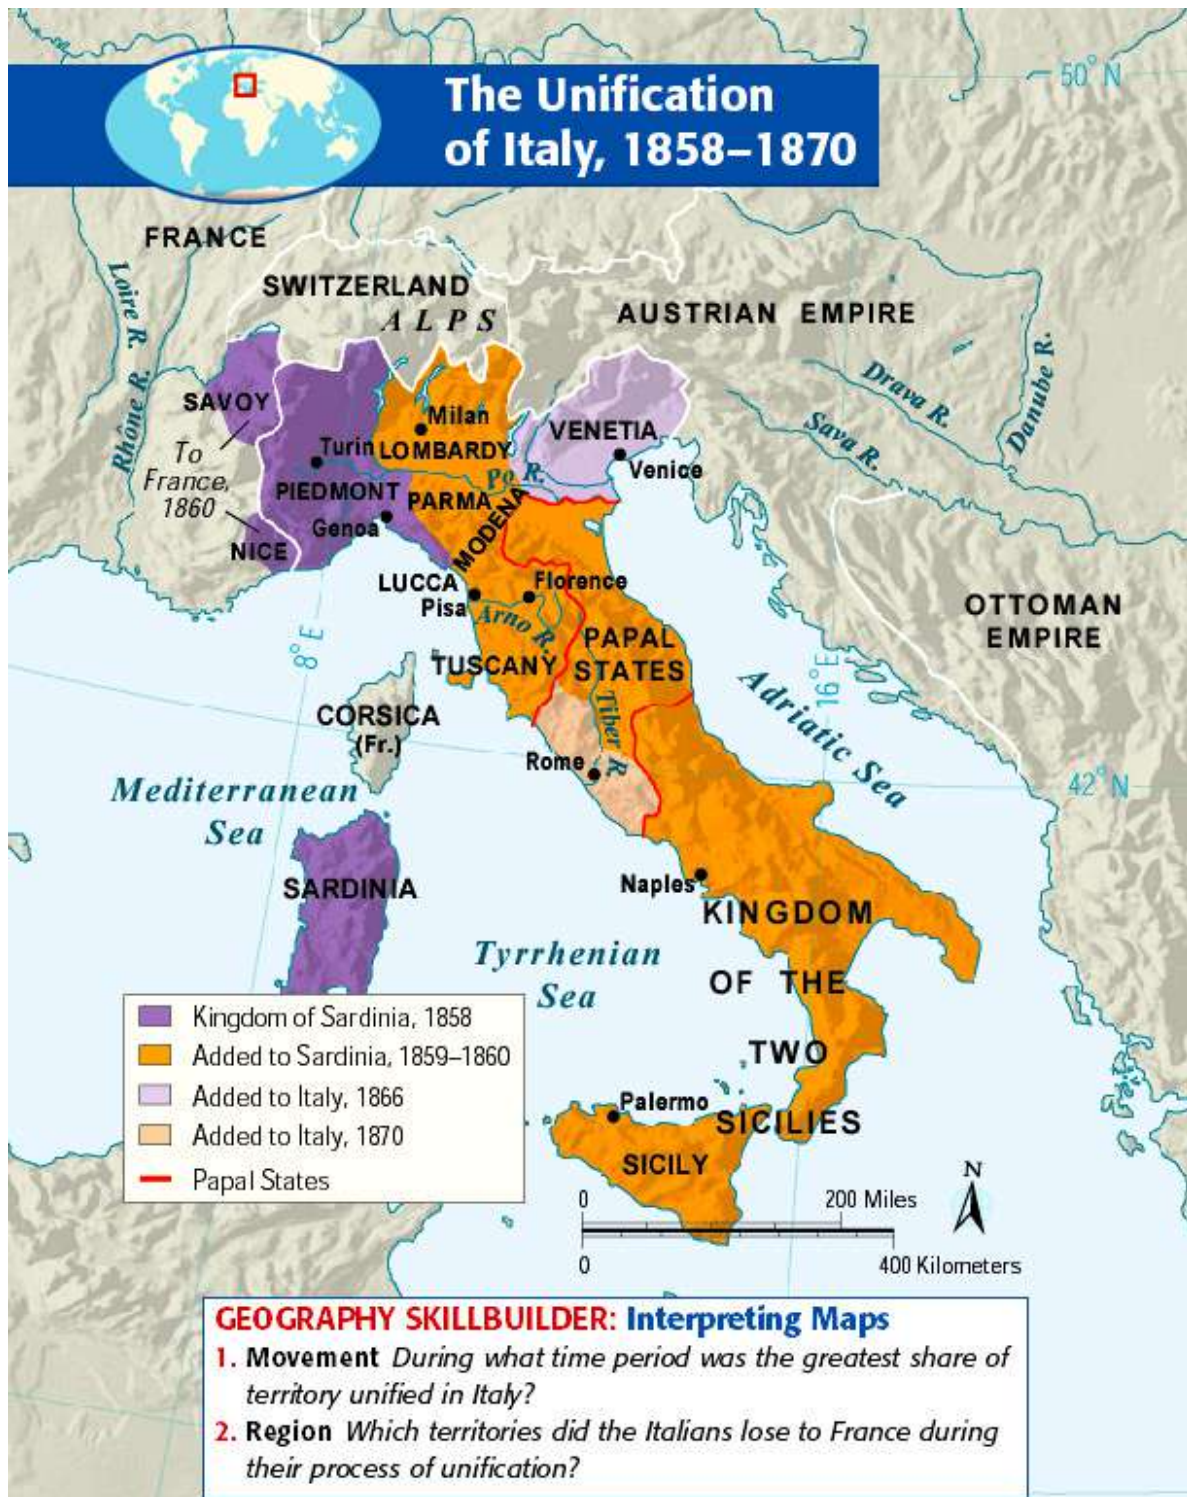 The Unification
of Italy, 1858–1870
50° N
FRANCE
SWITZERLAND
ALPS
AUSTRIAN EMPIRE
Loire R.
Rhône R.
Drava R.
Danube R.
Sava R.
SAVOY
To
France,
1860
NICE
Milan
Turin
LOMBARDY
VENETIA
Venice
Po R.
PIEDMONT
PARMA
MODENA
Genoa
LUCCA
Pisa
Florence
Arno R.
TUSCANY
PAPAL
STATES
OTTOMAN
EMPIRE
8° E
16° E
Adriatic Sea
Tiber R.
CORSICA
(Fr.)
Rome
42° N
Mediterranean
Sea
SARDINIA
Naples
KINGDOM
OF THE
TWO
SICILIES
Tyrrhenian
Sea
Palermo
SICILY
Kingdom of Sardinia, 1858
Added to Sardinia, 1859–1860
Added to Italy, 1866
Added to Italy, 1870
Papal States
N
0 200 Miles
0 400 Kilometers
GEOGRAPHY SKILLBUILDER: Interpreting Maps
1. Movement During what time period was the greatest share of
territory unified in Italy?
2. Region Which territories did the Italians lose to France during
their process of unification?